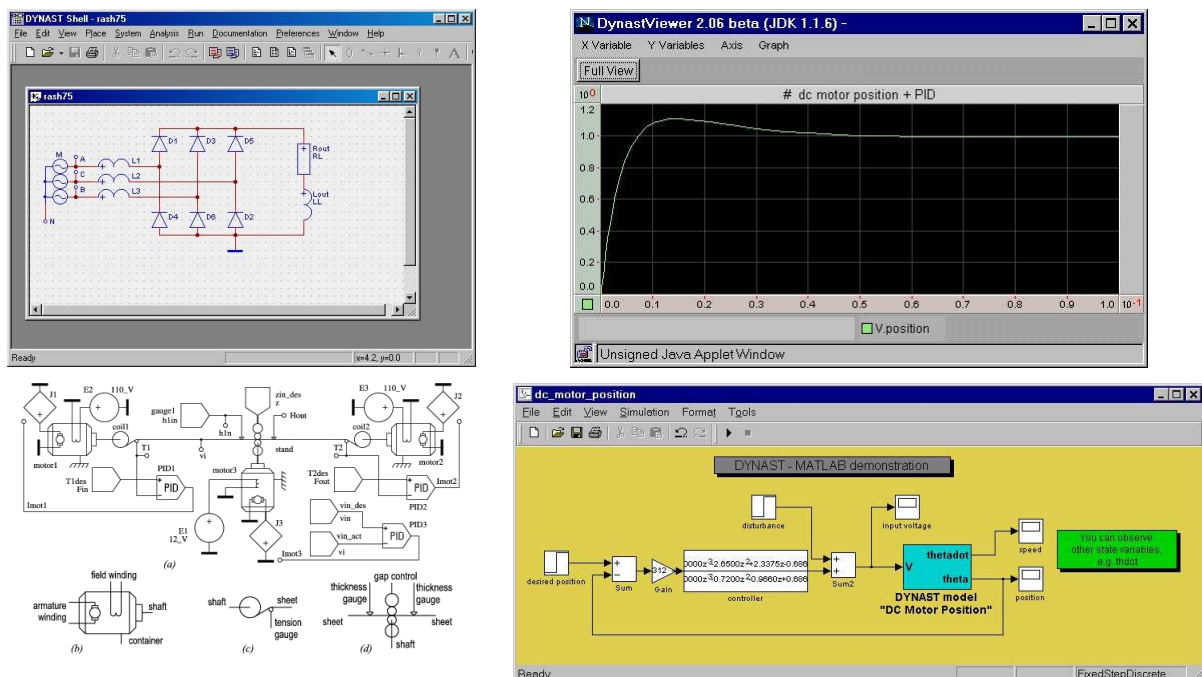 DYNAST Shell - rash75
File Edit View Place System Analysis Run Documentation Preferences Window Help
rash75
M
A
C
B
N
L1
L2
L3
D1
D3
D5
D4
D6
D2
Rout
RL
Lout
LL
Ready
x=4.2, y=0.0
DynastViewer 2.06 beta (JDK 1.1.6) -
X Variable Y Variables Axis Graph
Full View
10⁰
# dc motor position + PID
1.2
1.0
0.8
0.6
0.4
0.2
0.0
0.0 0.1 0.2 0.3 0.4 0.5 0.6 0.7 0.8 0.9 1.0 10⁻¹
V.position
Unsigned Java Applet Window
J1
E2
110_V
coil1
motor1
T1
T1des
Fin
PID1
PID
Imot1
gauge1
h1in
h1n
vi
zin_des
z
Hout
stand
motor3
E1
12_V
J3
Imot3
E3
110_V
J2
coil2
motor2
T2
T2des
Fout
PID
Imot2
PID2
vin_des
vin
vin_act
vi
PID3
PID
(a)
field winding
armature
winding
shaft
container
(b)
shaft
sheet
tension
gauge
(c)
gap control
thickness
gauge
thickness
gauge
sheet
sheet
shaft
(d)
dc_motor_position
File Edit View Simulation Format Tools
DYNAST - MATLAB demonstration
disturbance
input voltage
desired position
Sum
312
Gain
controller
Sum2
V
thetadot
theta
DYNAST model
"DC Motor Position"
speed
position
You can observe
other state variables,
e.g. thdot
Ready
FixedStepDiscrete